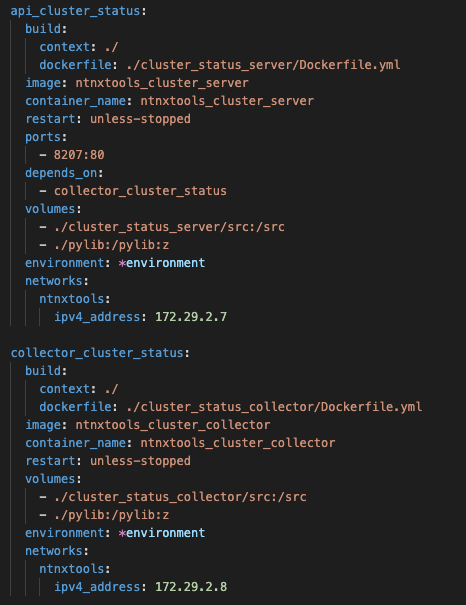 api_cluster_status:
  build:
    context: ./
    dockerfile: ./cluster_status_server/Dockerfile.yml
  image: ntnxtools_cluster_server
  container_name: ntnxtools_cluster_server
  restart: unless-stopped
  ports:
    - 8207:80
  depends_on:
    - collector_cluster_status
  volumes:
    - ./cluster_status_server/src:/src
    - ./pylib:/pylib:z
  environment: *environment
  networks:
    ntnxtools:
      ipv4_address: 172.29.2.7

collector_cluster_status:
  build:
    context: ./
    dockerfile: ./cluster_status_collector/Dockerfile.yml
  image: ntnxtools_cluster_collector
  container_name: ntnxtools_cluster_collector
  restart: unless-stopped
  volumes:
    - ./cluster_status_collector/src:/src
    - ./pylib:/pylib:z
  environment: *environment
  networks:
    ntnxtools:
      ipv4_address: 172.29.2.8